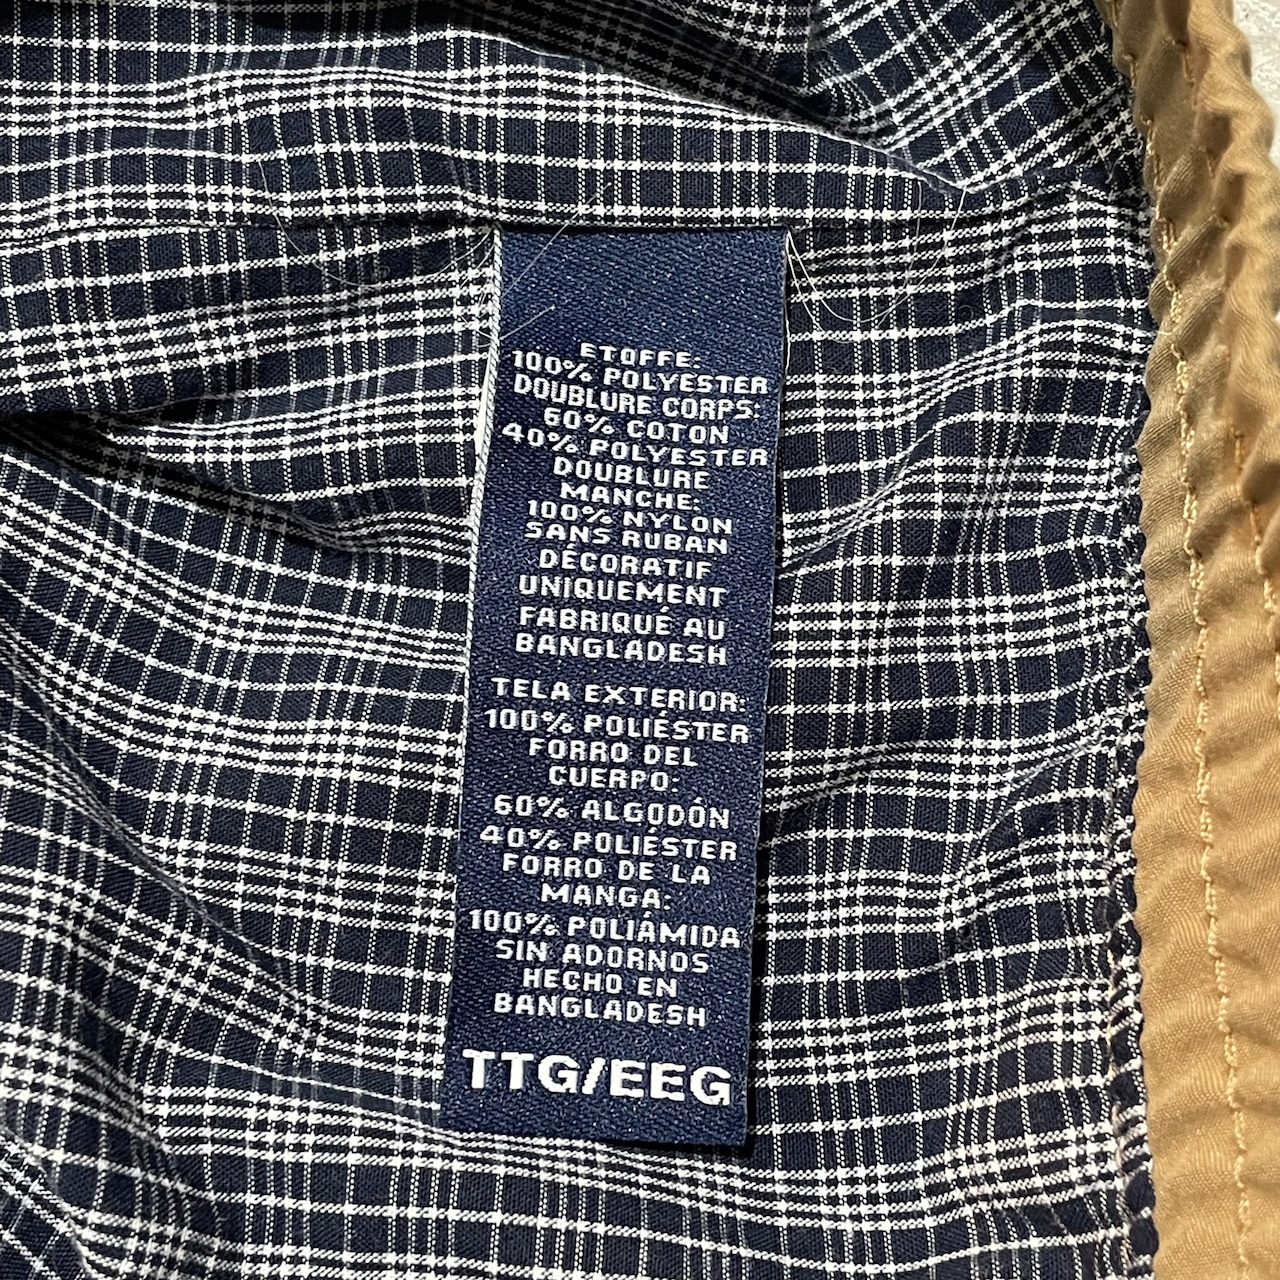 ETOFFE:
100% POLYESTER
DOUBLURE CORPS:
60% COTON
40% POLYESTER
DOUBLURE
MANCHE:
100% NYLON
SANS RUBAN
DÉCORATIF
UNIQUEMENT
FABRIQUÉ AU
BANGLADESH
TELA EXTERIOR:
100% POLIÉSTER
FORRO DEL
CUERPO:
60% ALGODÓN
40% POLIÉSTER
FORRO DE LA
MANGA:
100% POLIÁMIDA
SIN ADORNOS
HECHO EN
BANGLADESH
TTG/EEG